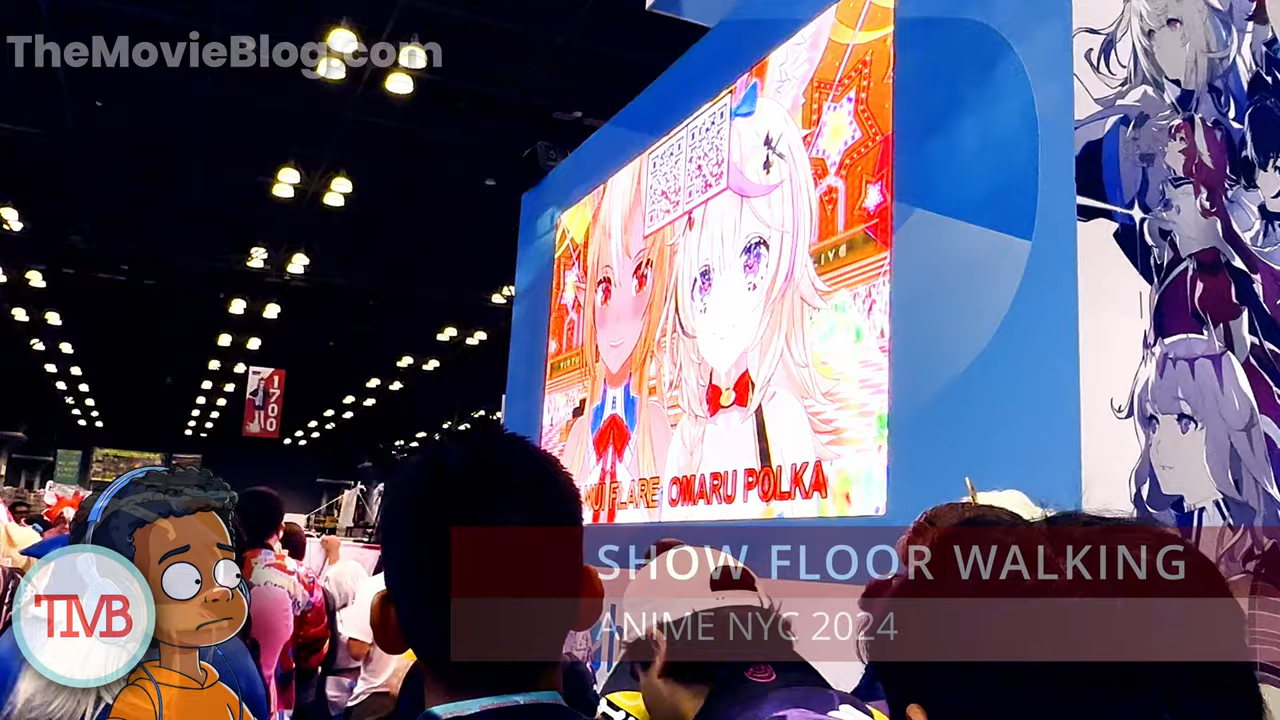 TheMovieBlog.com
1700
UI FLARE OMARU POLKA
SHOW FLOOR WALKING
ANIME NYC 2024
TMB